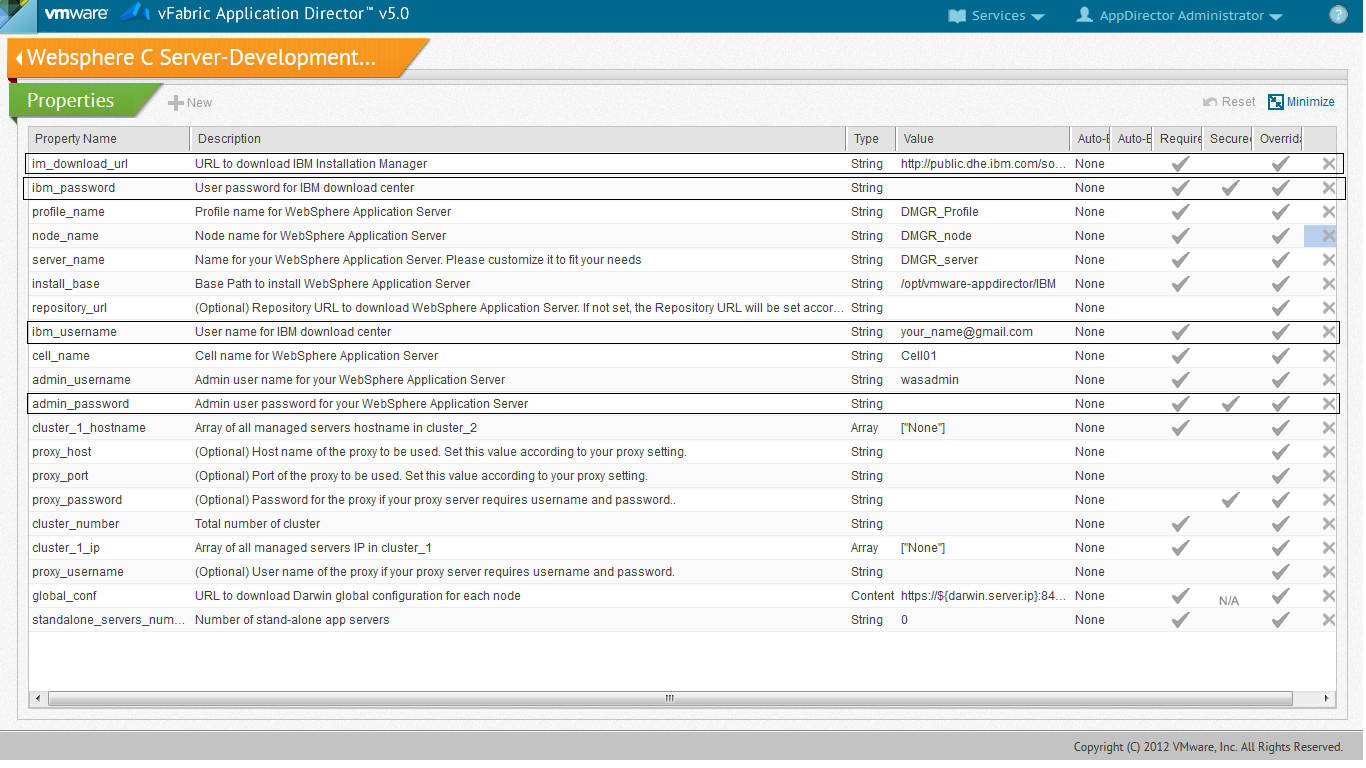 vmware vFabric Application Director™ v5.0 Services AppDirector Administrator ?
Websphere C Server-Development...
Properties New Reset Minimize
Property Name Description Type Value Auto-E Auto-E Require Secure Overrida
im_download_url URL to download IBM Installation Manager String http://public.dhe.ibm.com/so... None
ibm_password User password for IBM download center String None
profile_name Profile name for WebSphere Application Server String DMGR_Profile None
node_name Node name for WebSphere Application Server String DMGR_node None
server_name Name for your WebSphere Application Server. Please customize it to fit your needs String DMGR_server None
install_base Base Path to install WebSphere Application Server String /opt/vmware-appdirector/IBM None
repository_url (Optional) Repository URL to download WebSphere Application Server. If not set, the Repository URL will be set accor... String None
ibm_username User name for IBM download center String your_name@gmail.com None
cell_name Cell name for WebSphere Application Server String Cell01 None
admin_username Admin user name for your WebSphere Application Server String wasadmin None
admin_password Admin user password for your WebSphere Application Server String None
cluster_1_hostname Array of all managed servers hostname in cluster_2 Array ["None"] None
proxy_host (Optional) Host name of the proxy to be used. Set this value according to your proxy setting. String None
proxy_port (Optional) Port of the proxy to be used. Set this value according to your proxy setting. String None
proxy_password (Optional) Password for the proxy if your proxy server requires username and password.. String None
cluster_number Total number of cluster String None
cluster_1_ip Array of all managed servers IP in cluster_1 Array ["None"] None
proxy_username (Optional) User name of the proxy if your proxy server requires username and password. String None
global_conf URL to download Darwin global configuration for each node Content https://${darwin.server.ip}:84... None N/A
standalone_servers_num... Number of stand-alone app servers String 0 None
Copyright (C) 2012 VMware, Inc. All Rights Reserved.